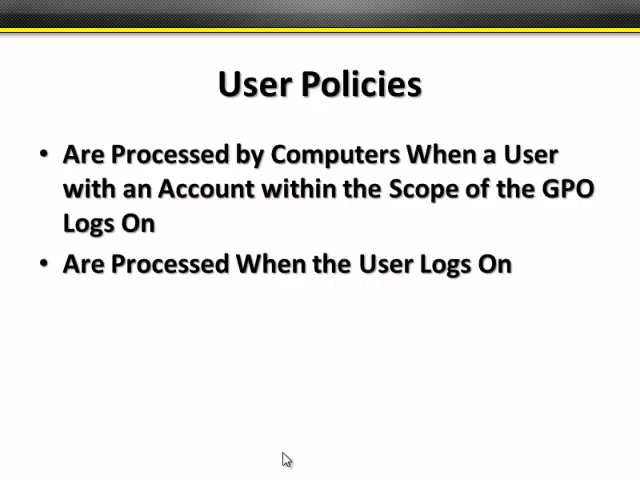 User Policies
• Are Processed by Computers When a User
with an Account within the Scope of the GPO
Logs On
• Are Processed When the User Logs On